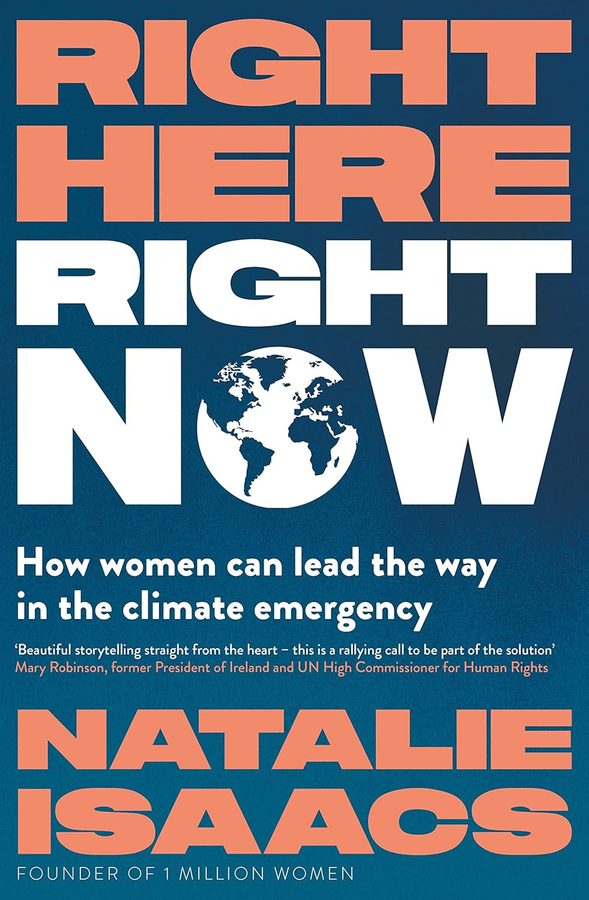 RIGHT
HERE
RIGHT
NOW
How women can lead the way
in the climate emergency
‘Beautiful storytelling straight from the heart – this is a rallying call to be part of the solution’
Mary Robinson, former President of Ireland and UN High Commissioner for Human Rights
NATALIE
ISAACS
FOUNDER OF 1 MILLION WOMEN